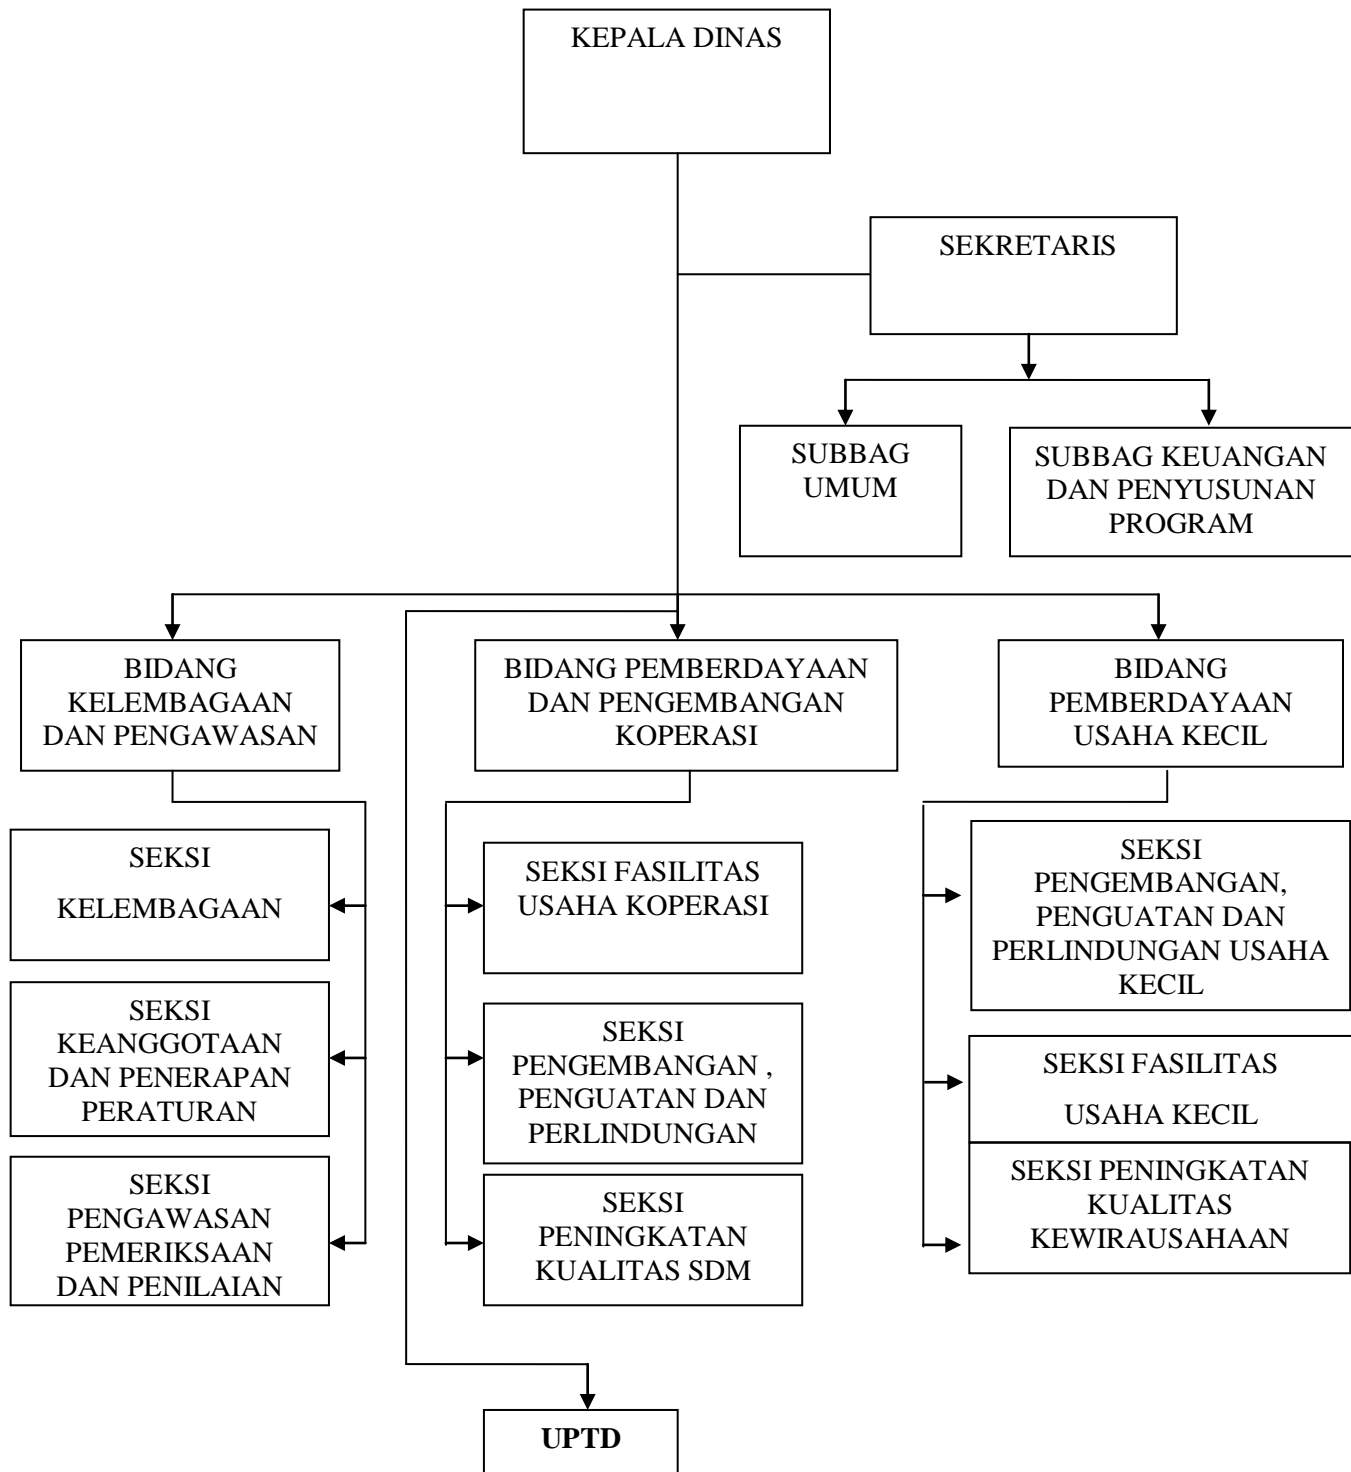 KEPALA DINAS
SEKRETARIS
SUBBAG
UMUM
SUBBAG KEUANGAN
DAN PENYUSUNAN
PROGRAM
BIDANG
KELEMBAGAAN
DAN PENGAWASAN
BIDANG PEMBERDAYAAN
DAN PENGEMBANGAN
KOPERASI
BIDANG
PEMBERDAYAAN
USAHA KECIL
SEKSI
KELEMBAGAAN
SEKSI
KEANGGOTAAN
DAN PENERAPAN
PERATURAN
SEKSI
PENGAWASAN
PEMERIKSAAN
DAN PENILAIAN
SEKSI FASILITAS
USAHA KOPERASI
SEKSI
PENGEMBANGAN ,
PENGUATAN DAN
PERLINDUNGAN
SEKSI
PENINGKATAN
KUALITAS SDM
SEKSI
PENGEMBANGAN,
PENGUATAN DAN
PERLINDUNGAN USAHA
KECIL
SEKSI FASILITAS
USAHA KECIL
SEKSI PENINGKATAN
KUALITAS
KEWIRAUSAHAAN
UPTD